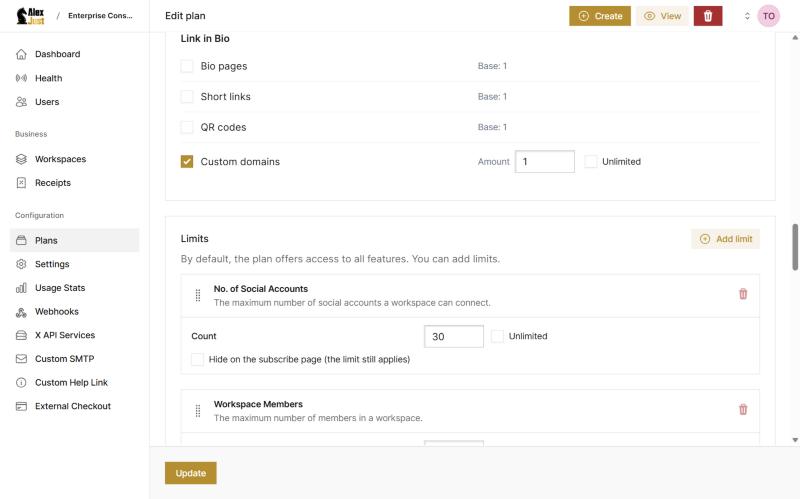 Alex Just / Enterprise Cons...
Edit plan
Create
View
TO
Dashboard
Health
Users
Business
Workspaces
Receipts
Configuration
Plans
Settings
Usage Stats
Webhooks
X API Services
Custom SMTP
Custom Help Link
External Checkout
Link in Bio
Bio pages Base: 1
Short links Base: 1
QR codes Base: 1
Custom domains Amount 1 Unlimited
Limits
Add limit
By default, the plan offers access to all features. You can add limits.
No. of Social Accounts
The maximum number of social accounts a workspace can connect.
Count 30 Unlimited
Hide on the subscribe page (the limit still applies)
Workspace Members
The maximum number of members in a workspace.
Update